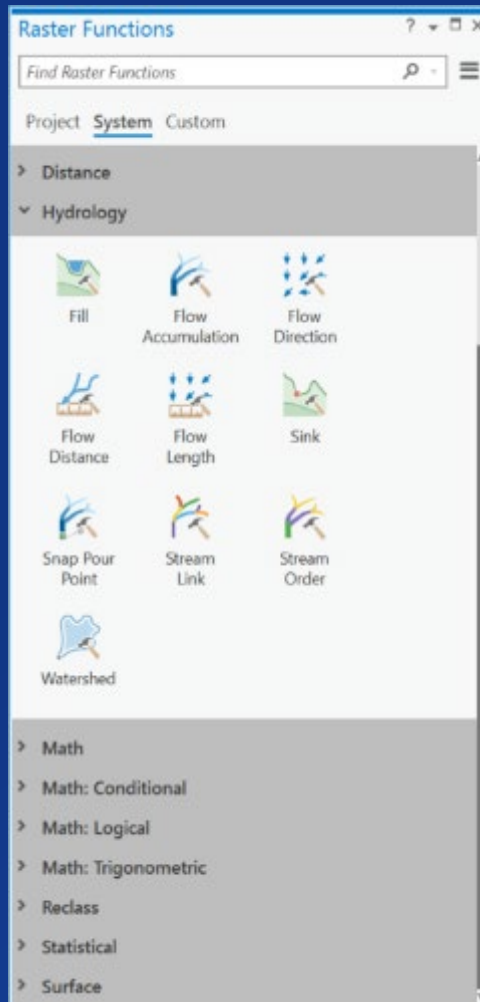 Raster Functions
Find Raster Functions
Project System Custom
Distance
Hydrology
Fill
Flow
Accumulation
Flow
Direction
Flow
Distance
Flow
Length
Sink
Snap Pour
Point
Stream
Link
Stream
Order
Watershed
Math
Math: Conditional
Math: Logical
Math: Trigonometric
Reclass
Statistical
Surface